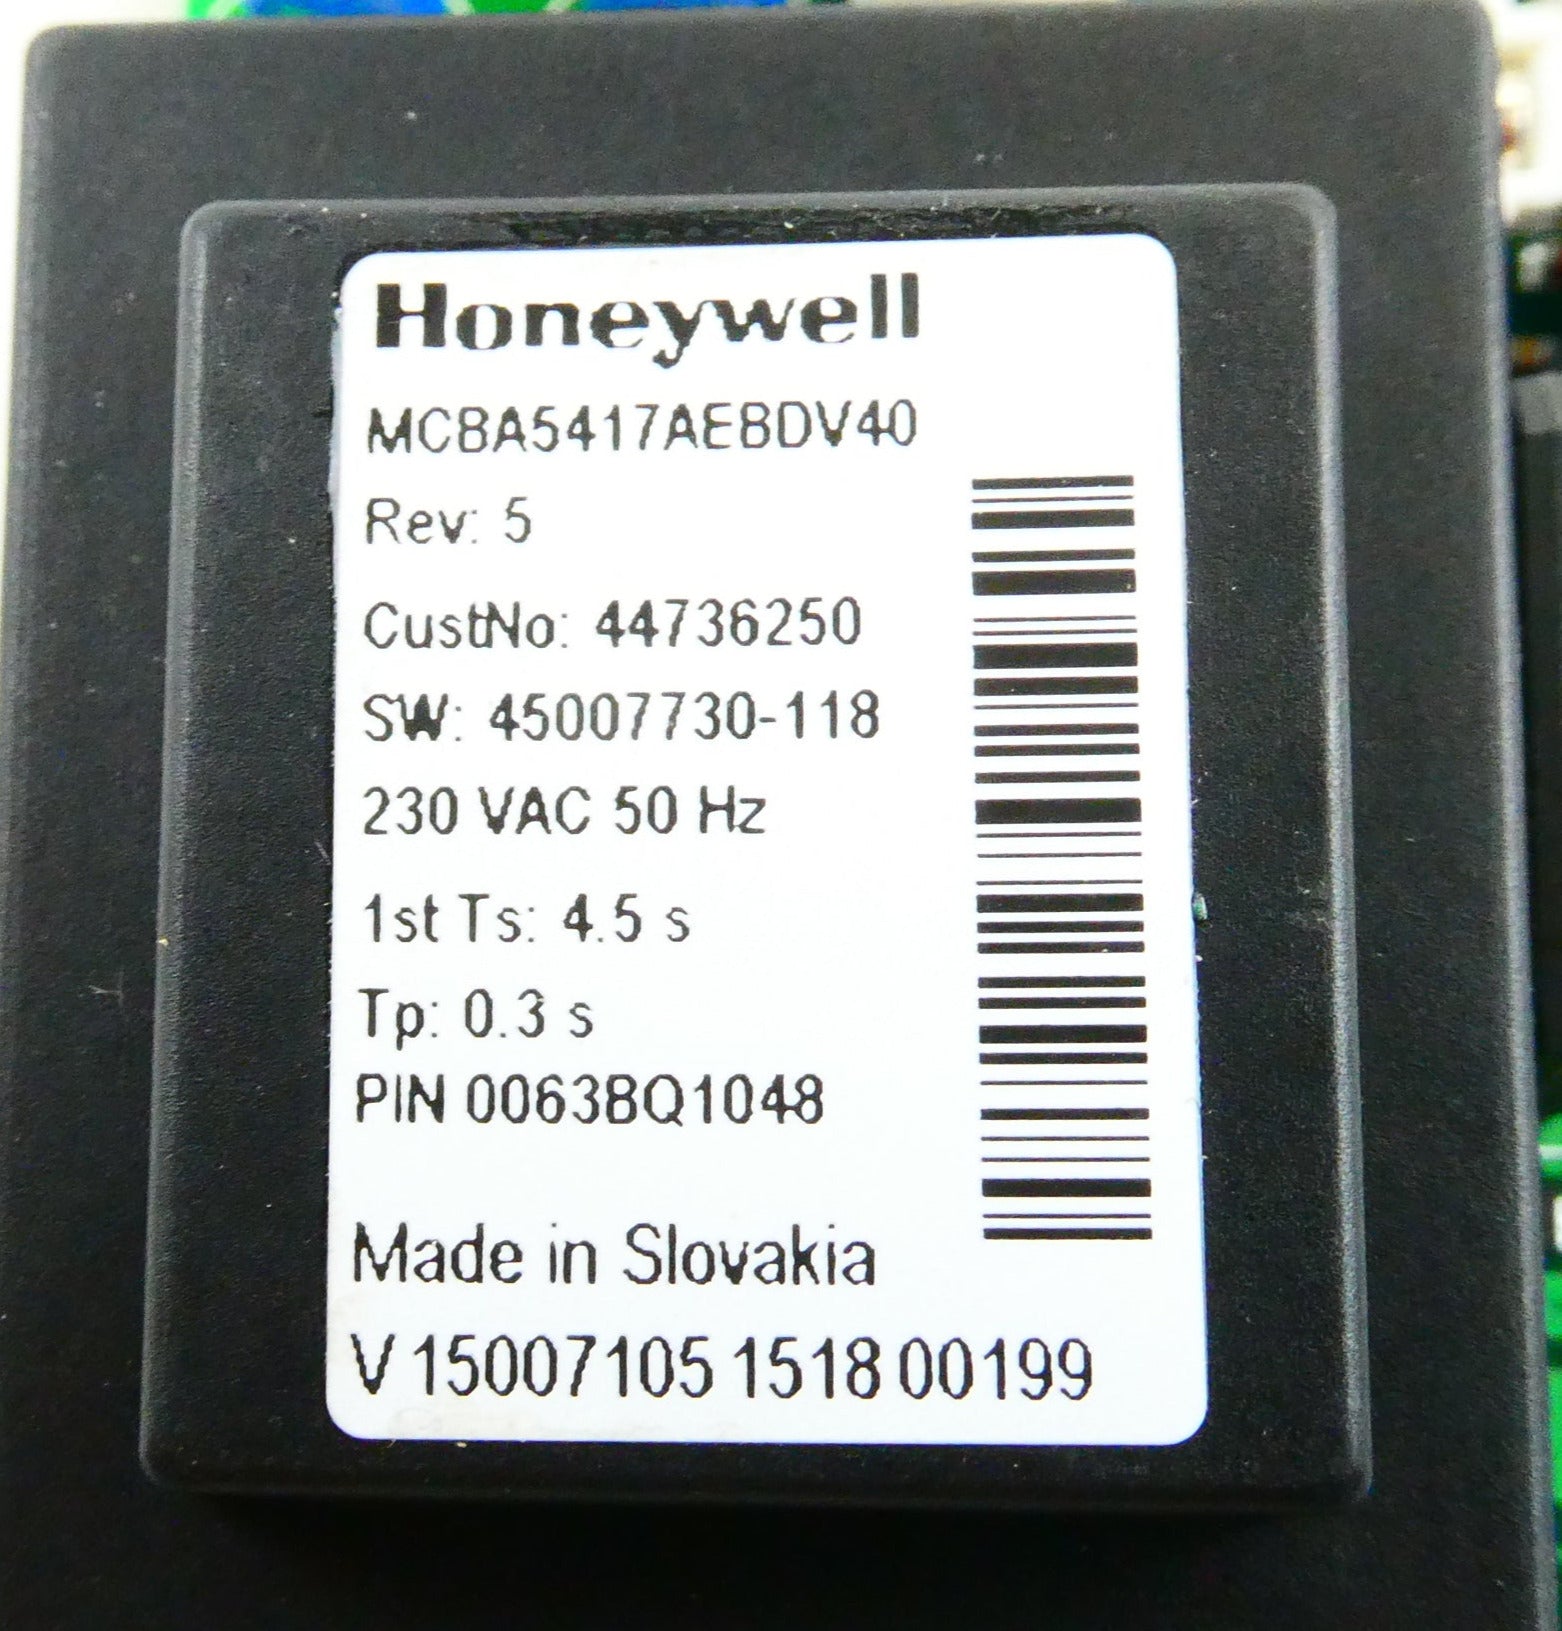 Honeywell
MCBA5417AEBDV40
Rev: 5
CustNo: 44736250
SW: 45007730-118
230 VAC 50 Hz
1st Ts: 4.5 s
Tp: 0.3 s
PIN 0063BQ1048
Made in Slovakia
V 15007105 1518 00199